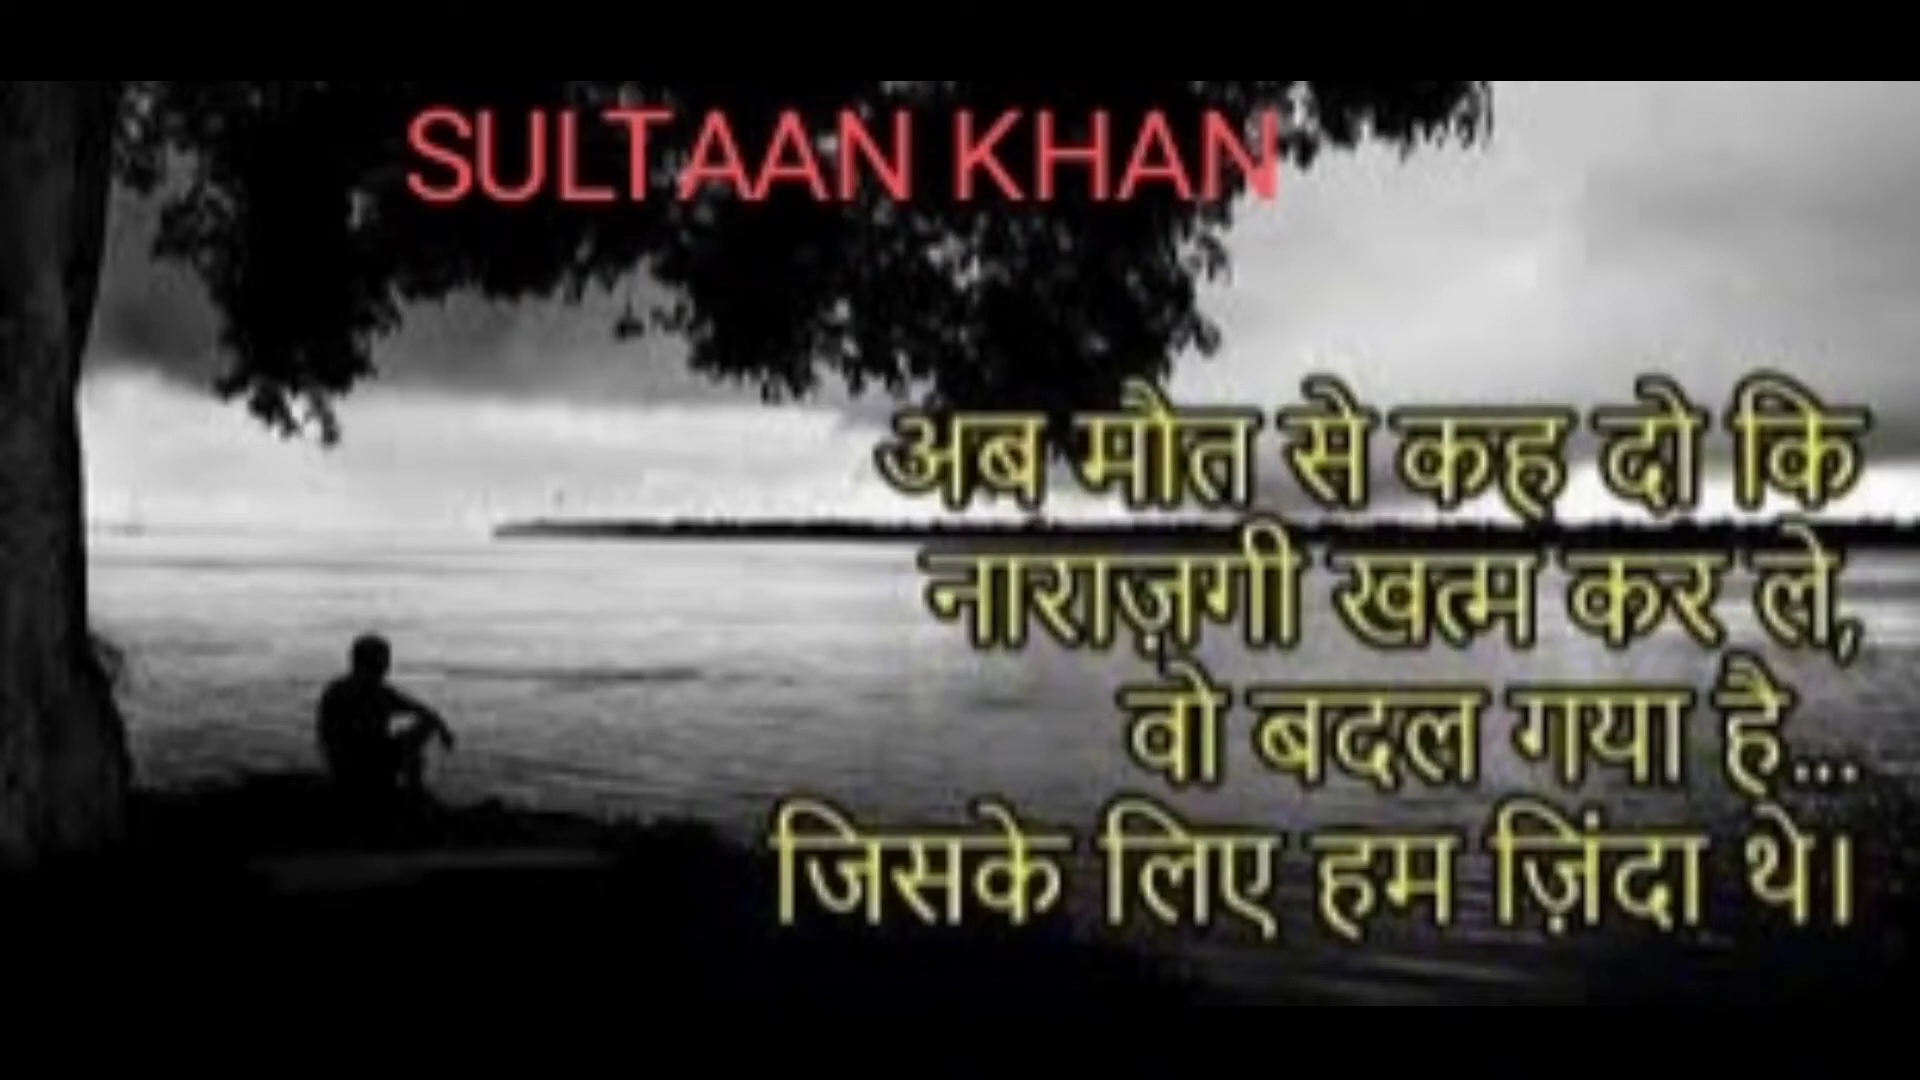 SULTAAN KHAN
अब मौत से कह दो कि
नाराज़गी खत्म कर ले,
वो बदल गया है...
जिसके लिए हम ज़िंदा थे।